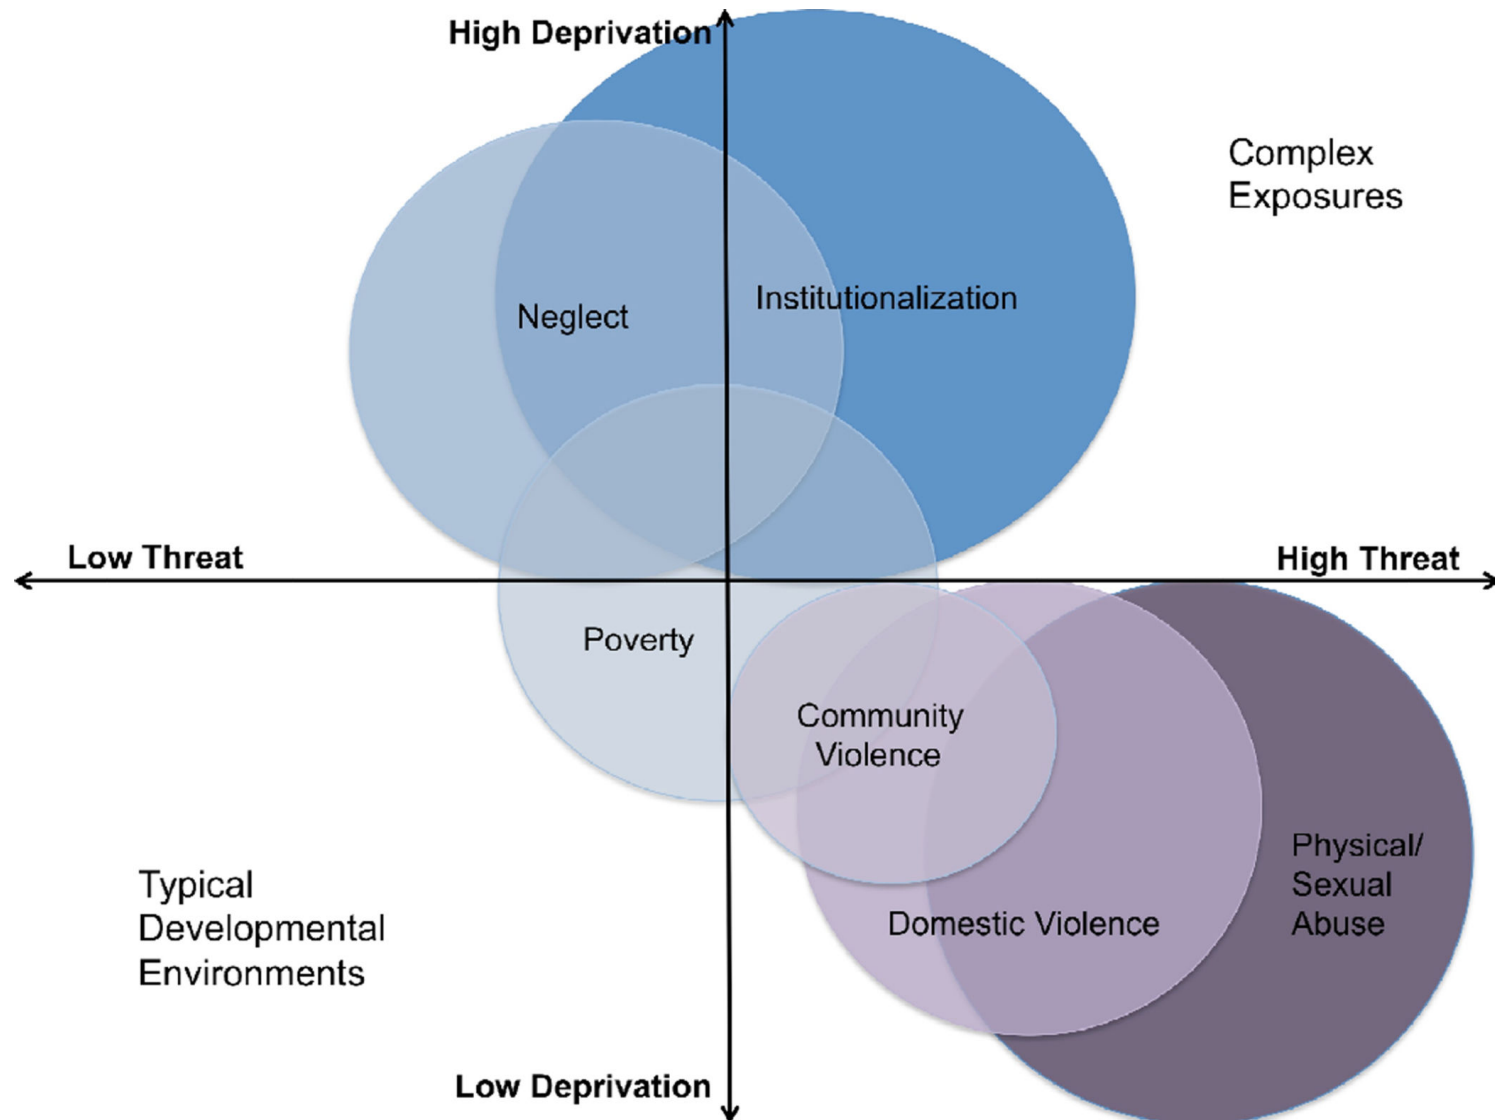 High Deprivation
Complex
Exposures
Institutionalization
Neglect
Low Threat
High Threat
Poverty
Community
Violence
Physical/
Sexual
Abuse
Typical
Developmental
Environments
Domestic Violence
Low Deprivation